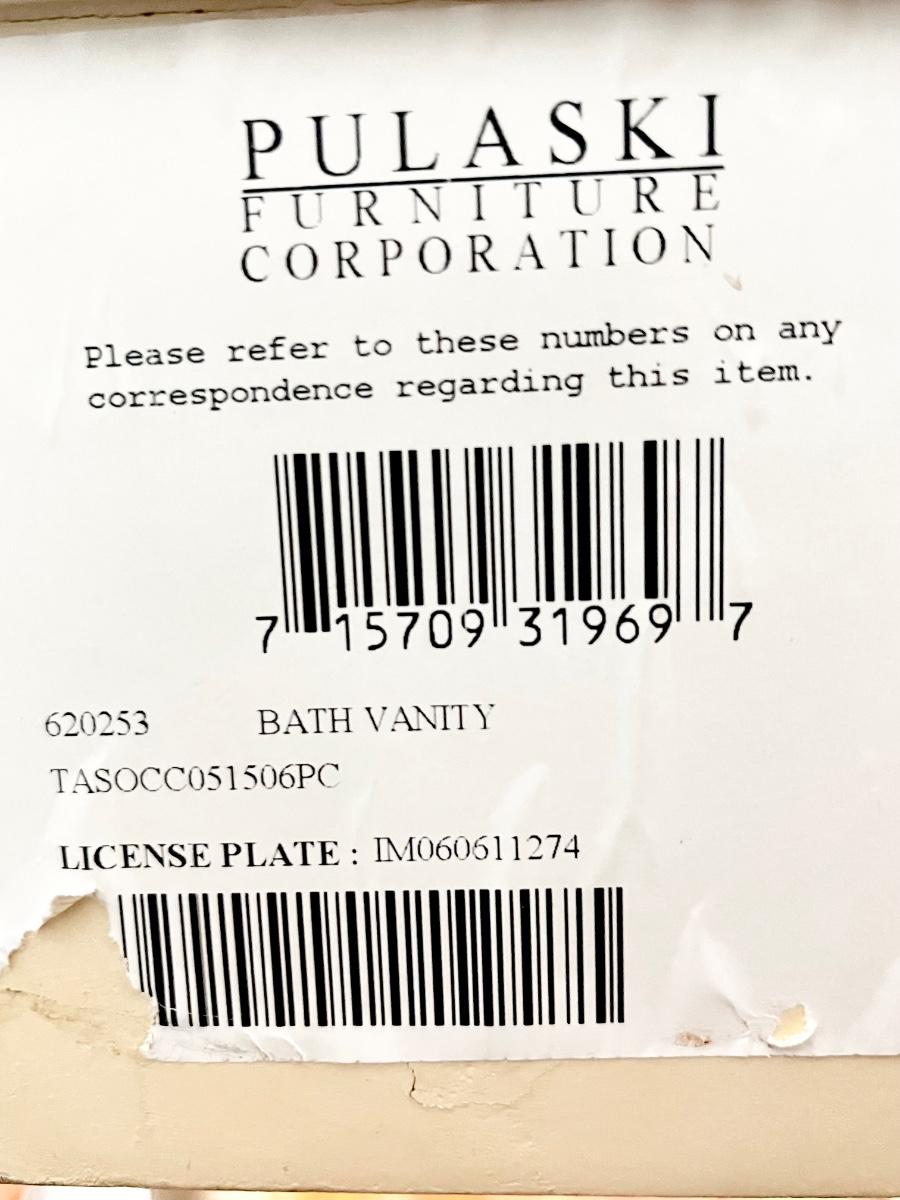 PULASKI
FURNITURE
CORPORATION
Please refer to these numbers on any
correspondence regarding this item.
7 15709 31969 7
620253 BATH VANITY
TASOCC051506PC
LICENSE PLATE : IM060611274